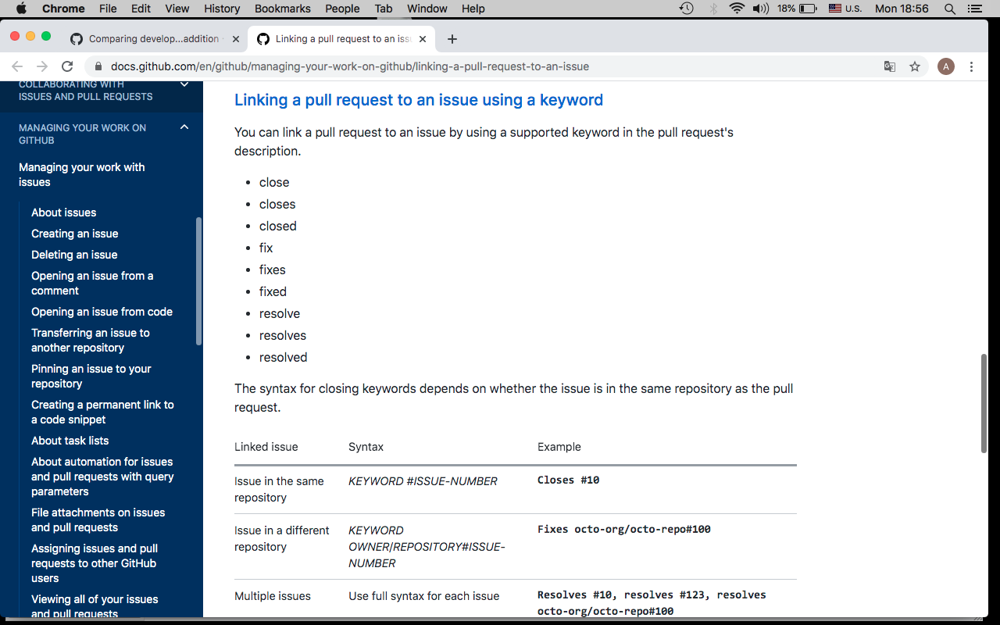 Chrome File Edit View History Bookmarks People Tab Window Help 18% U.S. Mon 18:56
Comparing develop...addition
Linking a pull request to an issu
docs.github.com/en/github/managing-your-work-on-github/linking-a-pull-request-to-an-issue
A
COLLABORATING WITH
ISSUES AND PULL REQUESTS
MANAGING YOUR WORK ON
GITHUB
Managing your work with
issues
About issues
Creating an issue
Deleting an issue
Opening an issue from a
comment
Opening an issue from code
Transferring an issue to
another repository
Pinning an issue to your
repository
Creating a permanent link to
a code snippet
About task lists
About automation for issues
and pull requests with query
parameters
File attachments on issues
and pull requests
Assigning issues and pull
requests to other GitHub
users
Viewing all of your issues
and pull requests
Linking a pull request to an issue using a keyword
You can link a pull request to an issue by using a supported keyword in the pull request's
description.
• close
• closes
• closed
• fix
• fixes
• fixed
• resolve
• resolves
• resolved
The syntax for closing keywords depends on whether the issue is in the same repository as the pull
request.
Linked issue Syntax Example
Issue in the same KEYWORD #ISSUE-NUMBER Closes #10
repository
Issue in a different KEYWORD Fixes octo-org/octo-repo#100
repository OWNER/REPOSITORY#ISSUE-
NUMBER
Multiple issues Use full syntax for each issue Resolves #10, resolves #123, resolves
octo-org/octo-repo#100